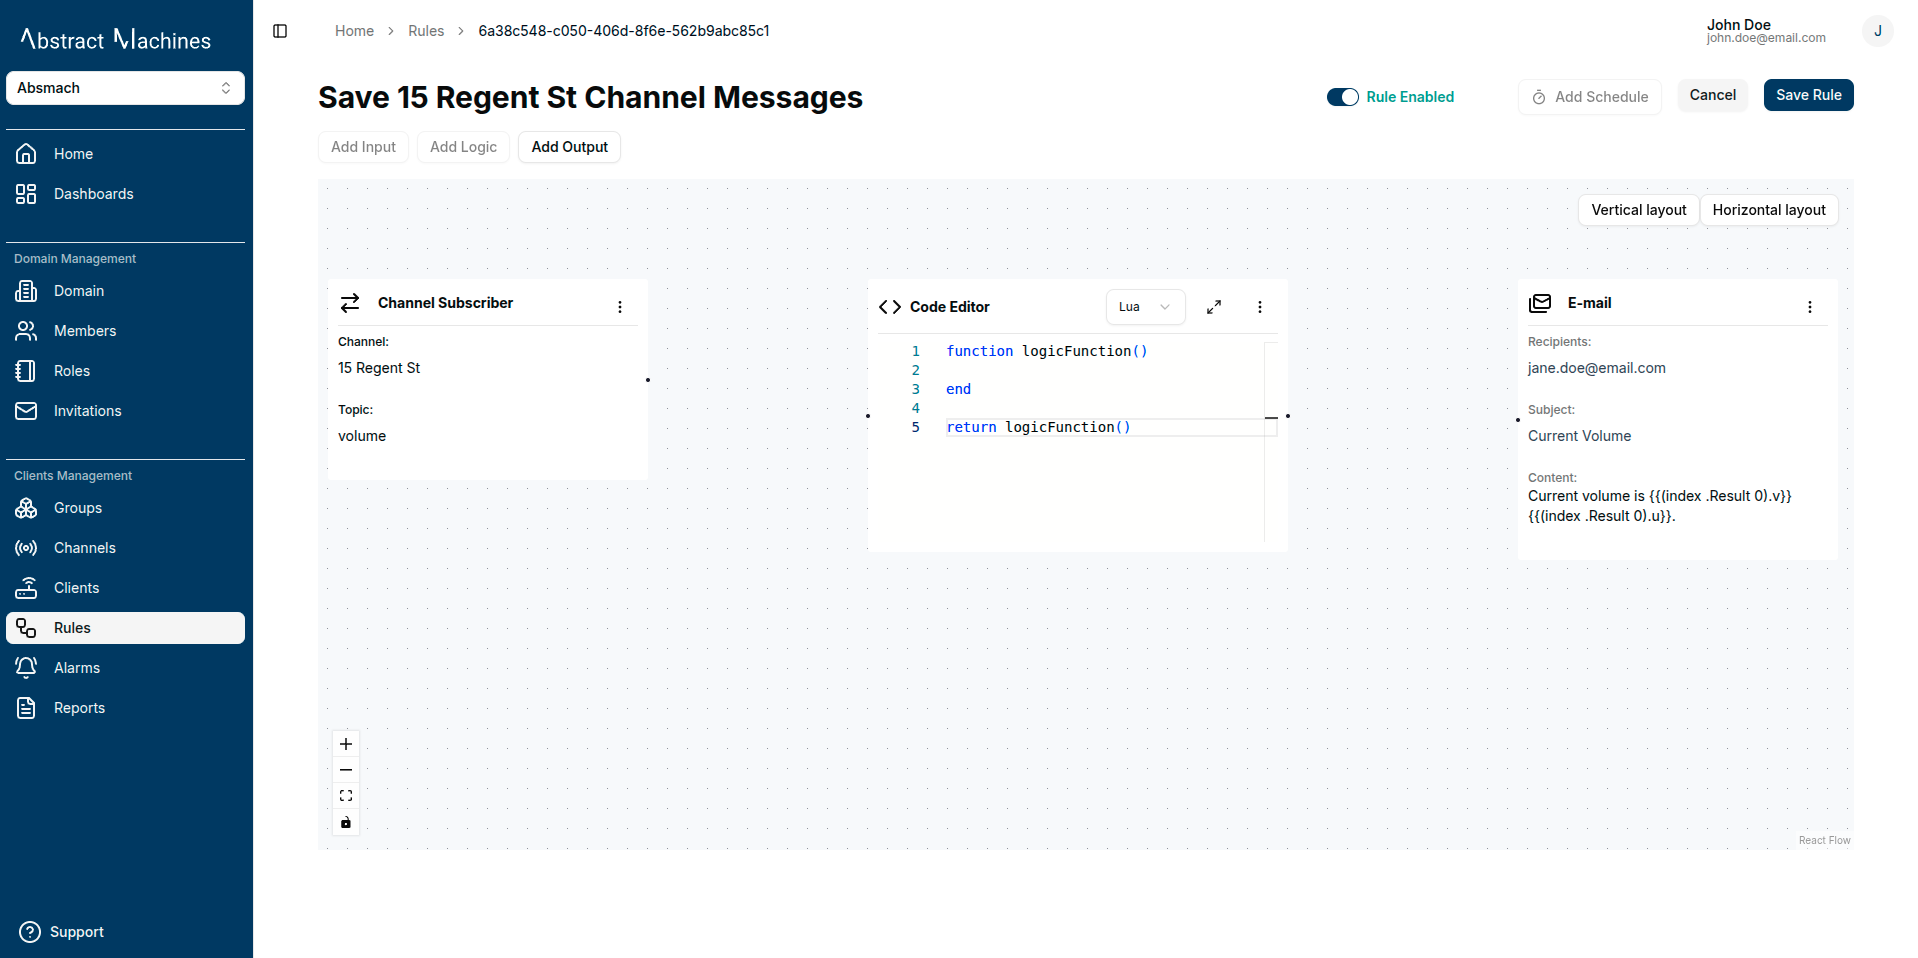 Abstract Machines
Absmach
Home
Dashboards
Domain Management
Domain
Members
Roles
Invitations
Clients Management
Groups
Channels
Clients
Rules
Alarms
Reports
Support
Home > Rules > 6a38c548-c050-406d-8f6e-562b9abc85c1
John Doe
john.doe@email.com
J
Save 15 Regent St Channel Messages
Rule Enabled
Add Schedule
Cancel
Save Rule
Add Input
Add Logic
Add Output
Vertical layout
Horizontal layout
Channel Subscriber
Channel:
15 Regent St
Topic:
volume
Code Editor
Lua
1 function logicFunction()
2
3 end
4
5 return logicFunction()
E-mail
Recipients:
jane.doe@email.com
Subject:
Current Volume
Content:
Current volume is {{(index .Result 0).v}}
{{(index .Result 0).u}}.
React Flow